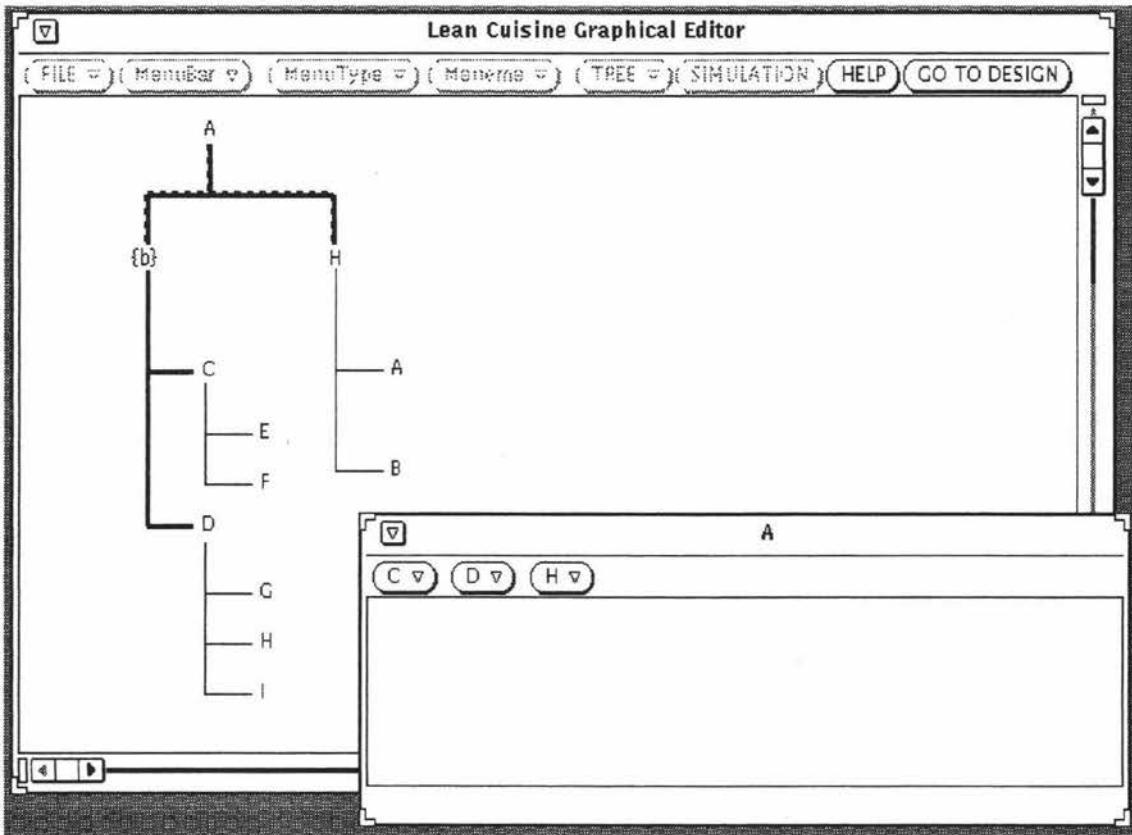 Lean Cuisine Graphical Editor
FILE MenuBar MenuType Meneme TREE SIMULATION HELP GO TO DESIGN
A
{b} H
C A
E
F B
D
A
C D H
G
H
I